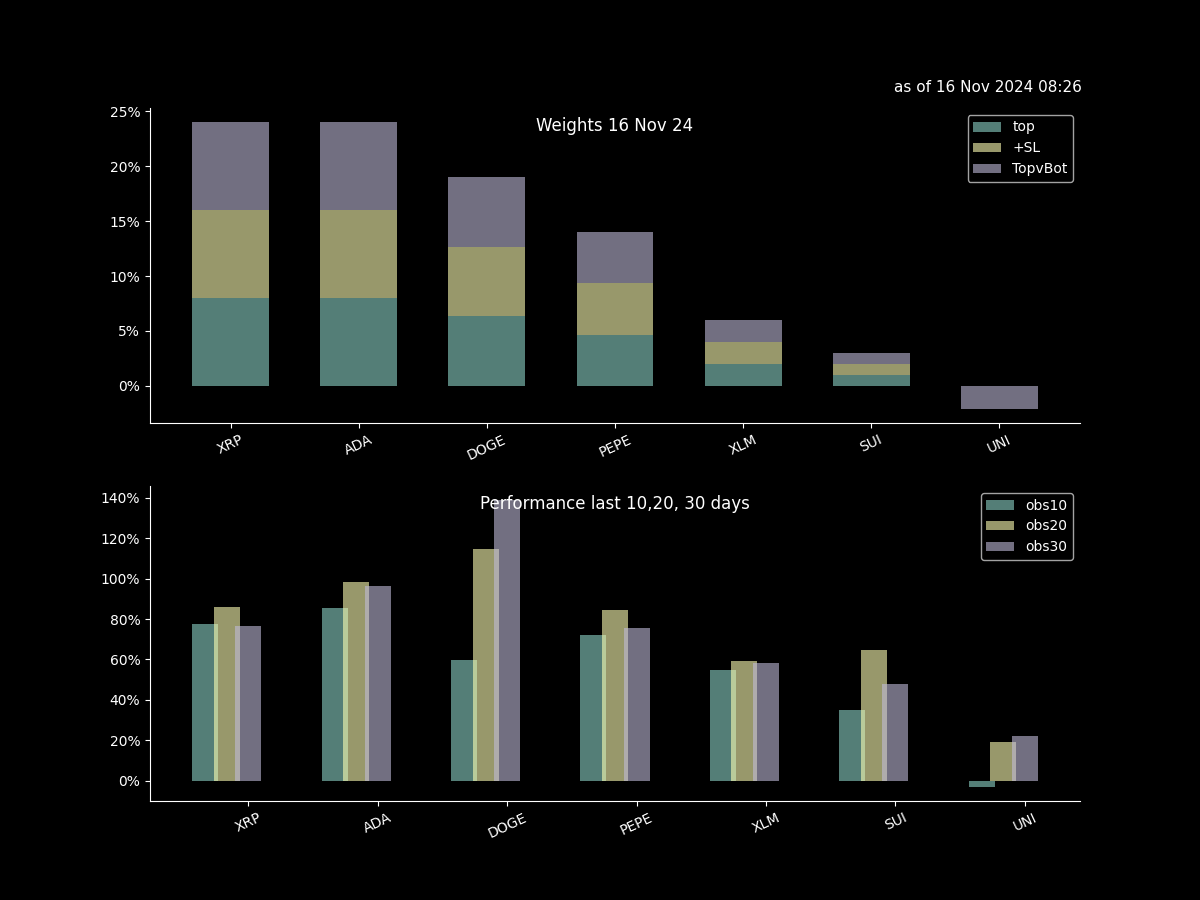 as of 16 Nov 2024 08:26
Weights 16 Nov 24
top
+SL
TopvBot
25%
20%
15%
10%
5%
0%
XRP ADA DOGE PEPE XLM SUI UNI
Performance last 10,20, 30 days
obs10
obs20
obs30
140%
120%
100%
80%
60%
40%
20%
0%
XRP ADA DOGE PEPE XLM SUI UNI